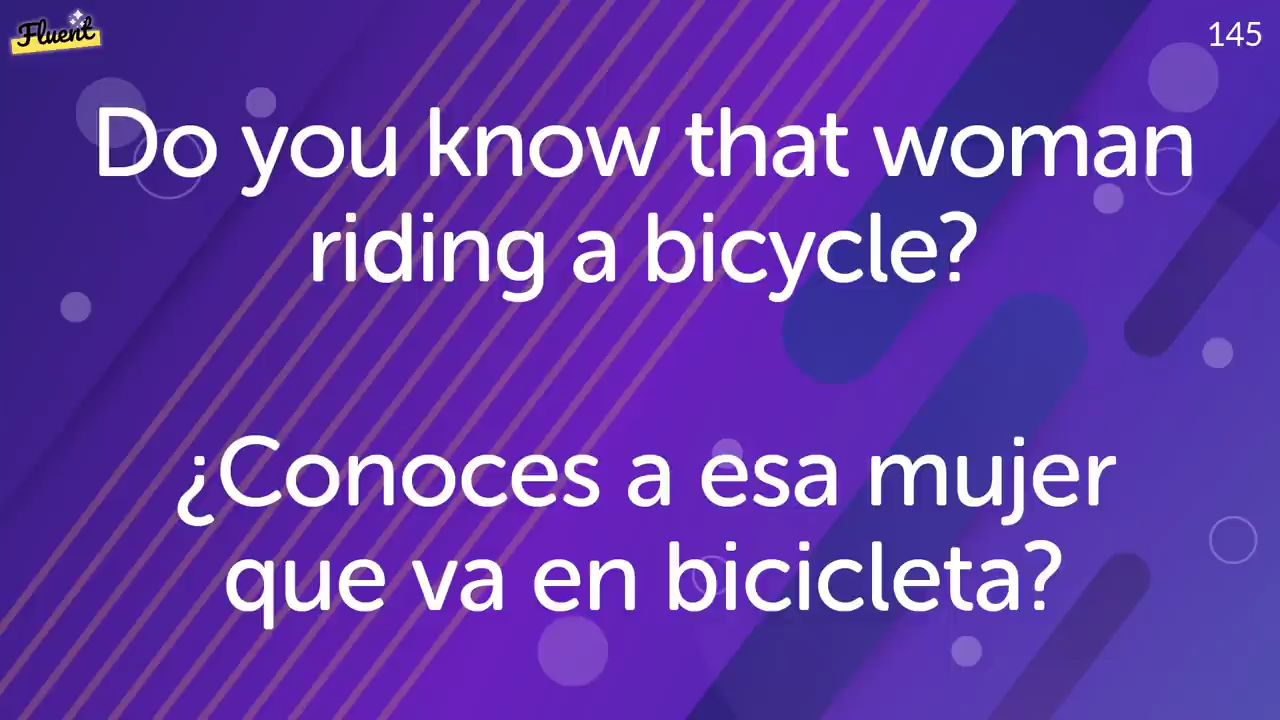 Fluent
145
Do you know that woman
riding a bicycle?
¿Conoces a esa mujer
que va en bicicleta?